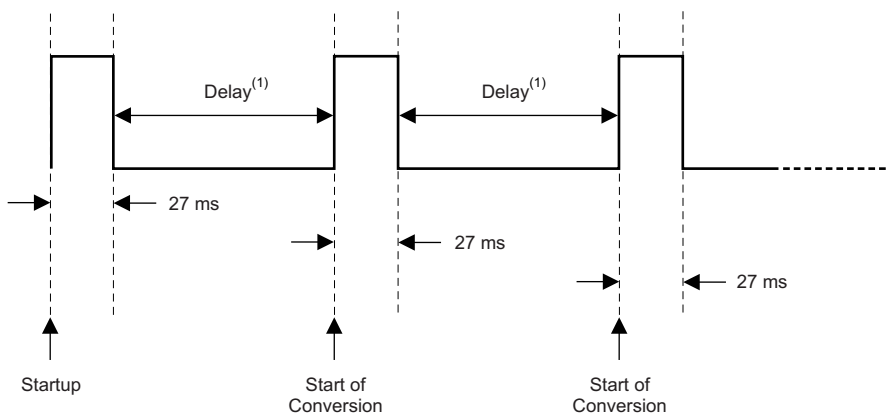 Delay(1)
Delay(1)
27 ms
27 ms
27 ms
Startup
Start of
Conversion
Start of
Conversion